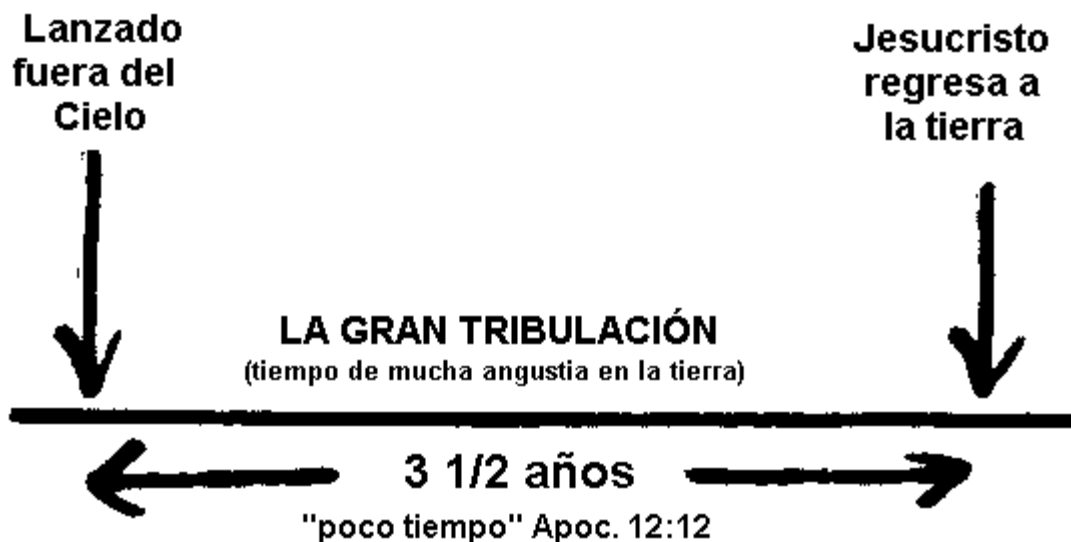 Lanzado
fuera del
Cielo
Jesucristo
regresa a
la tierra
LA GRAN TRIBULACIÓN
(tiempo de mucha angustia en la tierra)
3 1/2 años
"poco tiempo" Apoc. 12:12